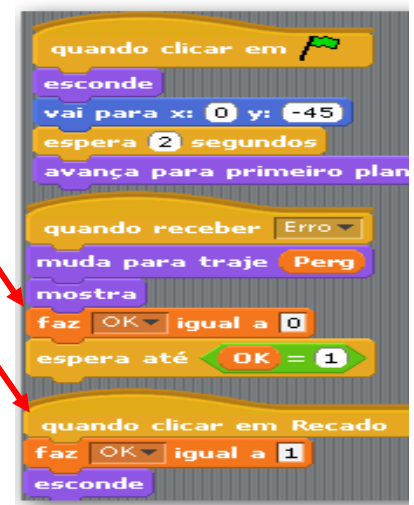 quando clicar em
esconde
vai para x: 0 y: -45
espera 2 segundos
avança para primeiro plan
quando receber Erro
muda para traje Perg
mostra
faz OK igual a 0
espera até OK = 1
quando clicar em Recado
faz OK igual a 1
esconde